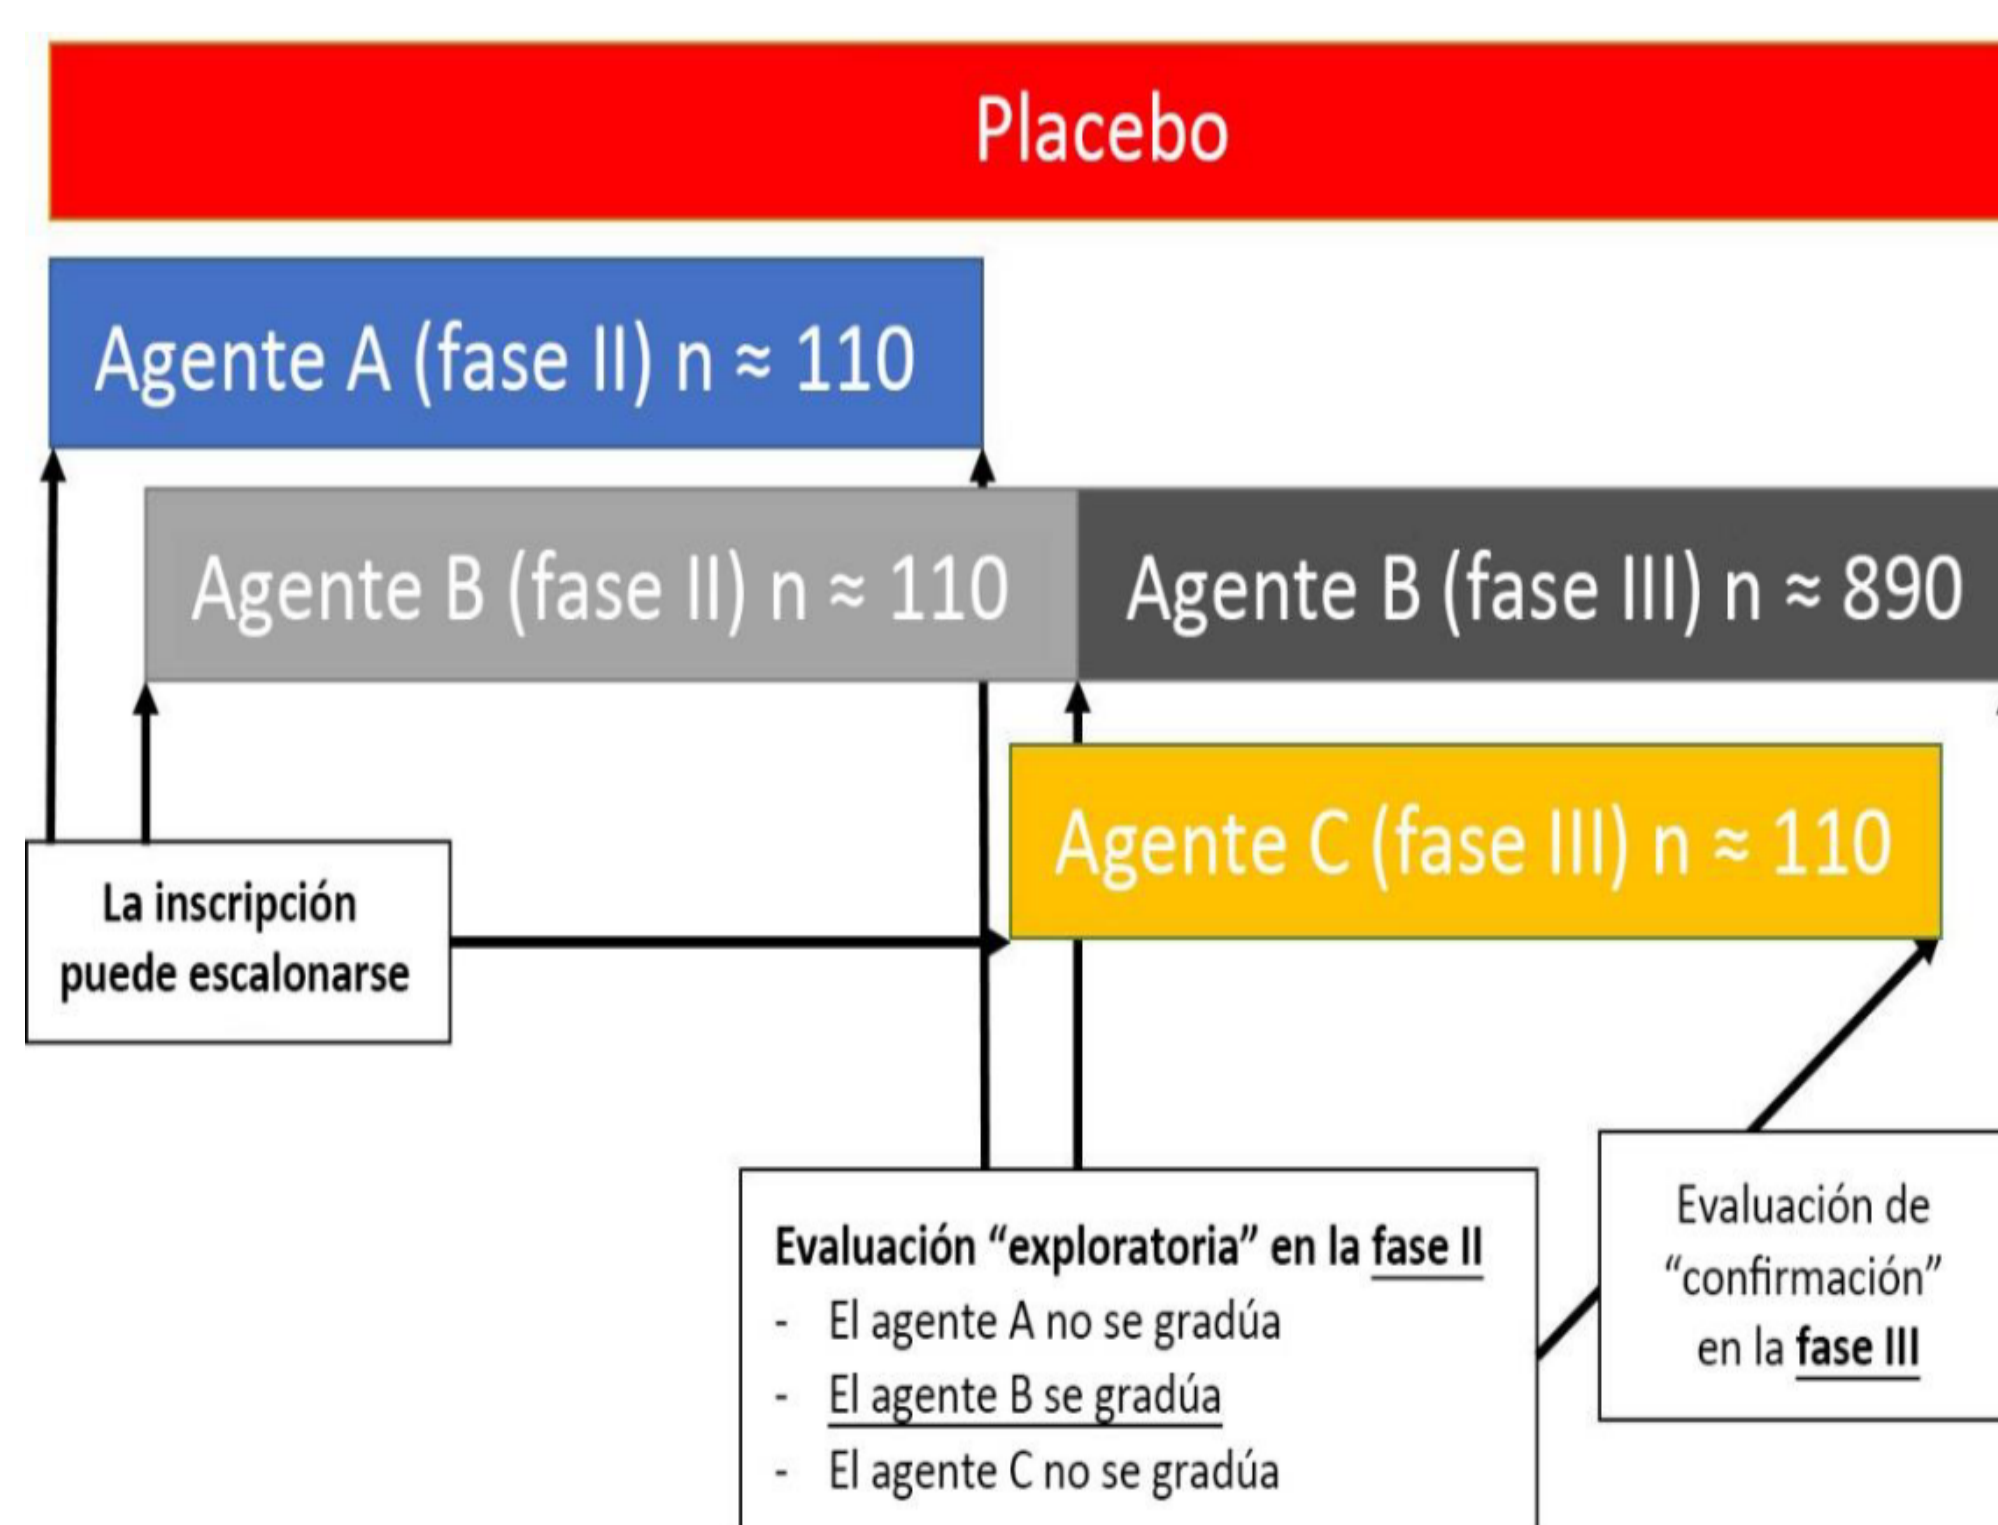 Placebo
Agente A (fase II) n ≈ 110
Agente B (fase II) n ≈ 110
Agente B (fase III) n ≈ 890
Agente C (fase III) n ≈ 110
La inscripción
puede escalonarse
Evaluación “exploratoria” en la fase II
- El agente A no se gradúa
- El agente B se gradúa
- El agente C no se gradúa
Evaluación de
“confirmación”
en la fase III